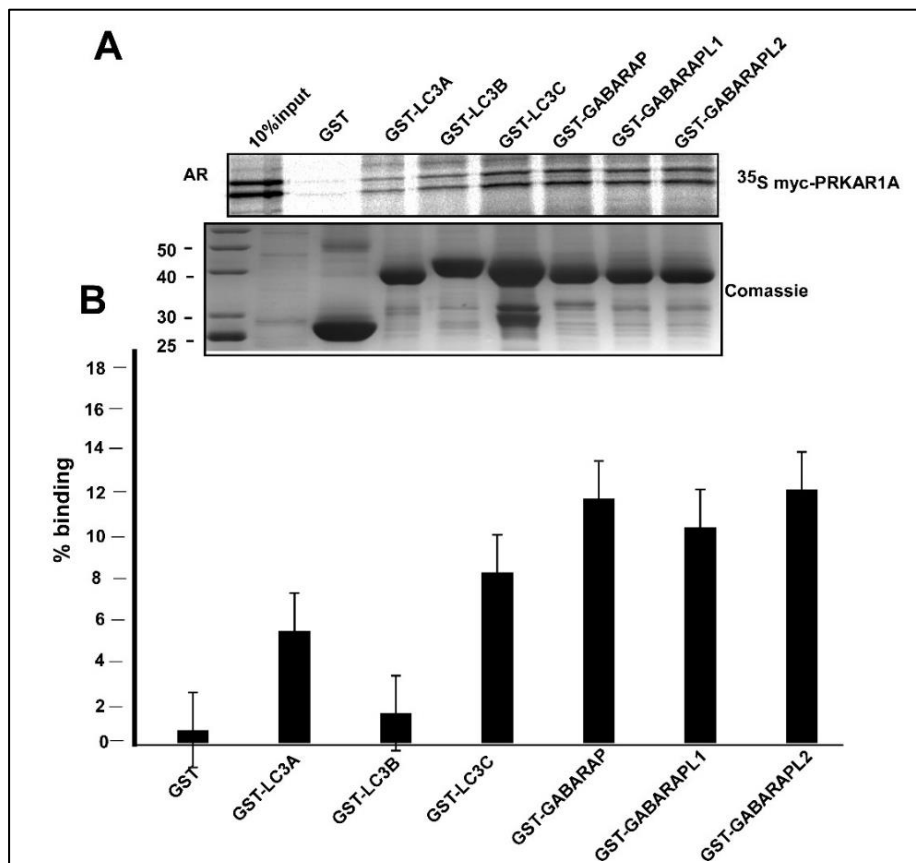 A
10%input
GST
GST-LC3A
GST-LC3B
GST-LC3C
GST-GABARAP
GST-GABARAPL1
GST-GABARAPL2
AR
35S myc-PRKAR1A
50 -
40 -
30 -
25 -
Comassie
B
% binding
18
16
14
12
10
8
6
4
2
0
GST
GST-LC3A
GST-LC3B
GST-LC3C
GST-GABARAP
GST-GABARAPL1
GST-GABARAPL2